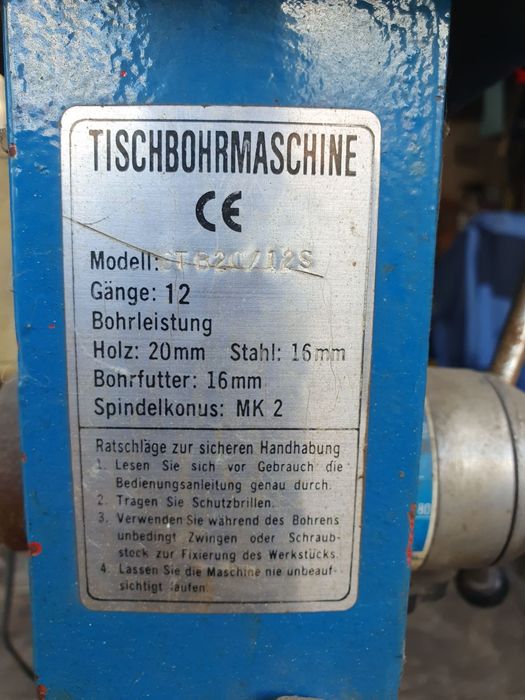 TISCHBOHRMASCHINE
CE
Modell:
Gänge: 12
Bohrleistung
Holz: 20mm Stahl: 16mm
Bohrfutter: 16mm
Spindelkonus: MK 2
Ratschläge zur sicheren Handhabung
1. Lesen Sie sich vor Gebrauch die
Bedienungsanleitung genau durch.
2. Tragen Sie Schutzbrillen.
3. Verwenden Sie während des Bohrens
unbedingt Zwingen oder Schraub-
stock zur Fixierung des Werkstücks.
4. Lassen Sie die Maschine nie unbeauf-
sichtigt laufen.
80